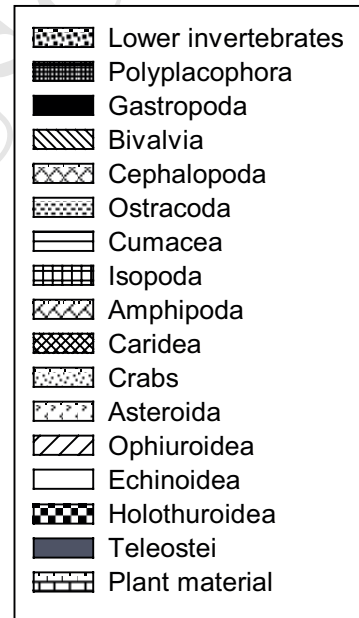 Lower invertebrates
Polyplacophora
Gastropoda
Bivalvia
Cephalopoda
Ostracoda
Cumacea
Isopoda
Amphipoda
Caridea
Crabs
Asteroida
Ophiuroidea
Echinoidea
Holothuroidea
Teleostei
Plant material